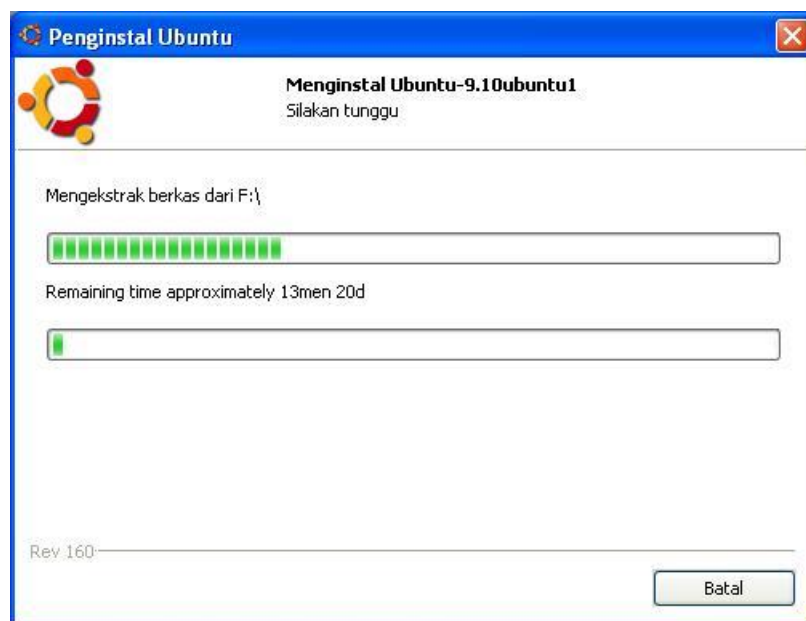 Penginstal Ubuntu
Menginstal Ubuntu-9.10ubuntu1
Silakan tunggu
Mengekstrak berkas dari F:\
Remaining time approximately 13men 20d
Rev 160
Batal